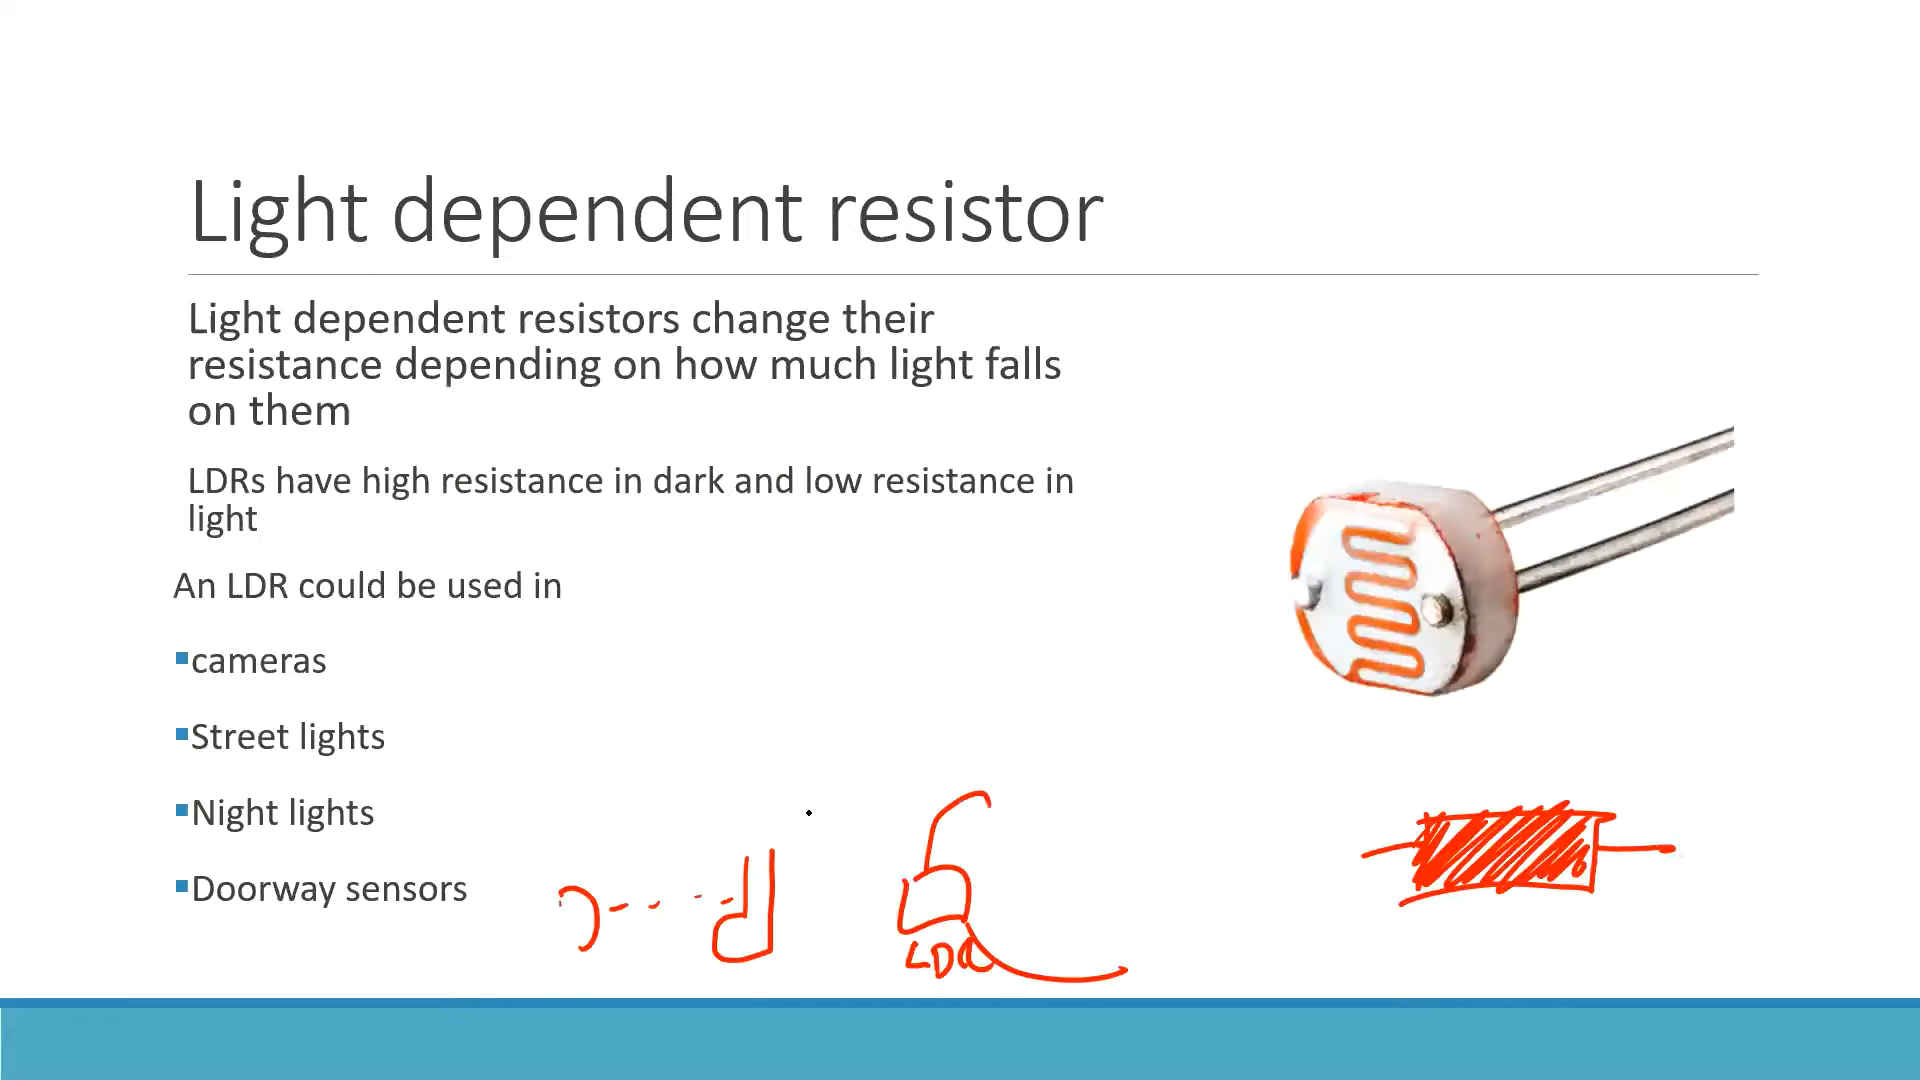 Light dependent resistor
Light dependent resistors change their
resistance depending on how much light falls
on them
LDRs have high resistance in dark and low resistance in
light
An LDR could be used in
cameras
Street lights
Night lights
Doorway sensors
LDR